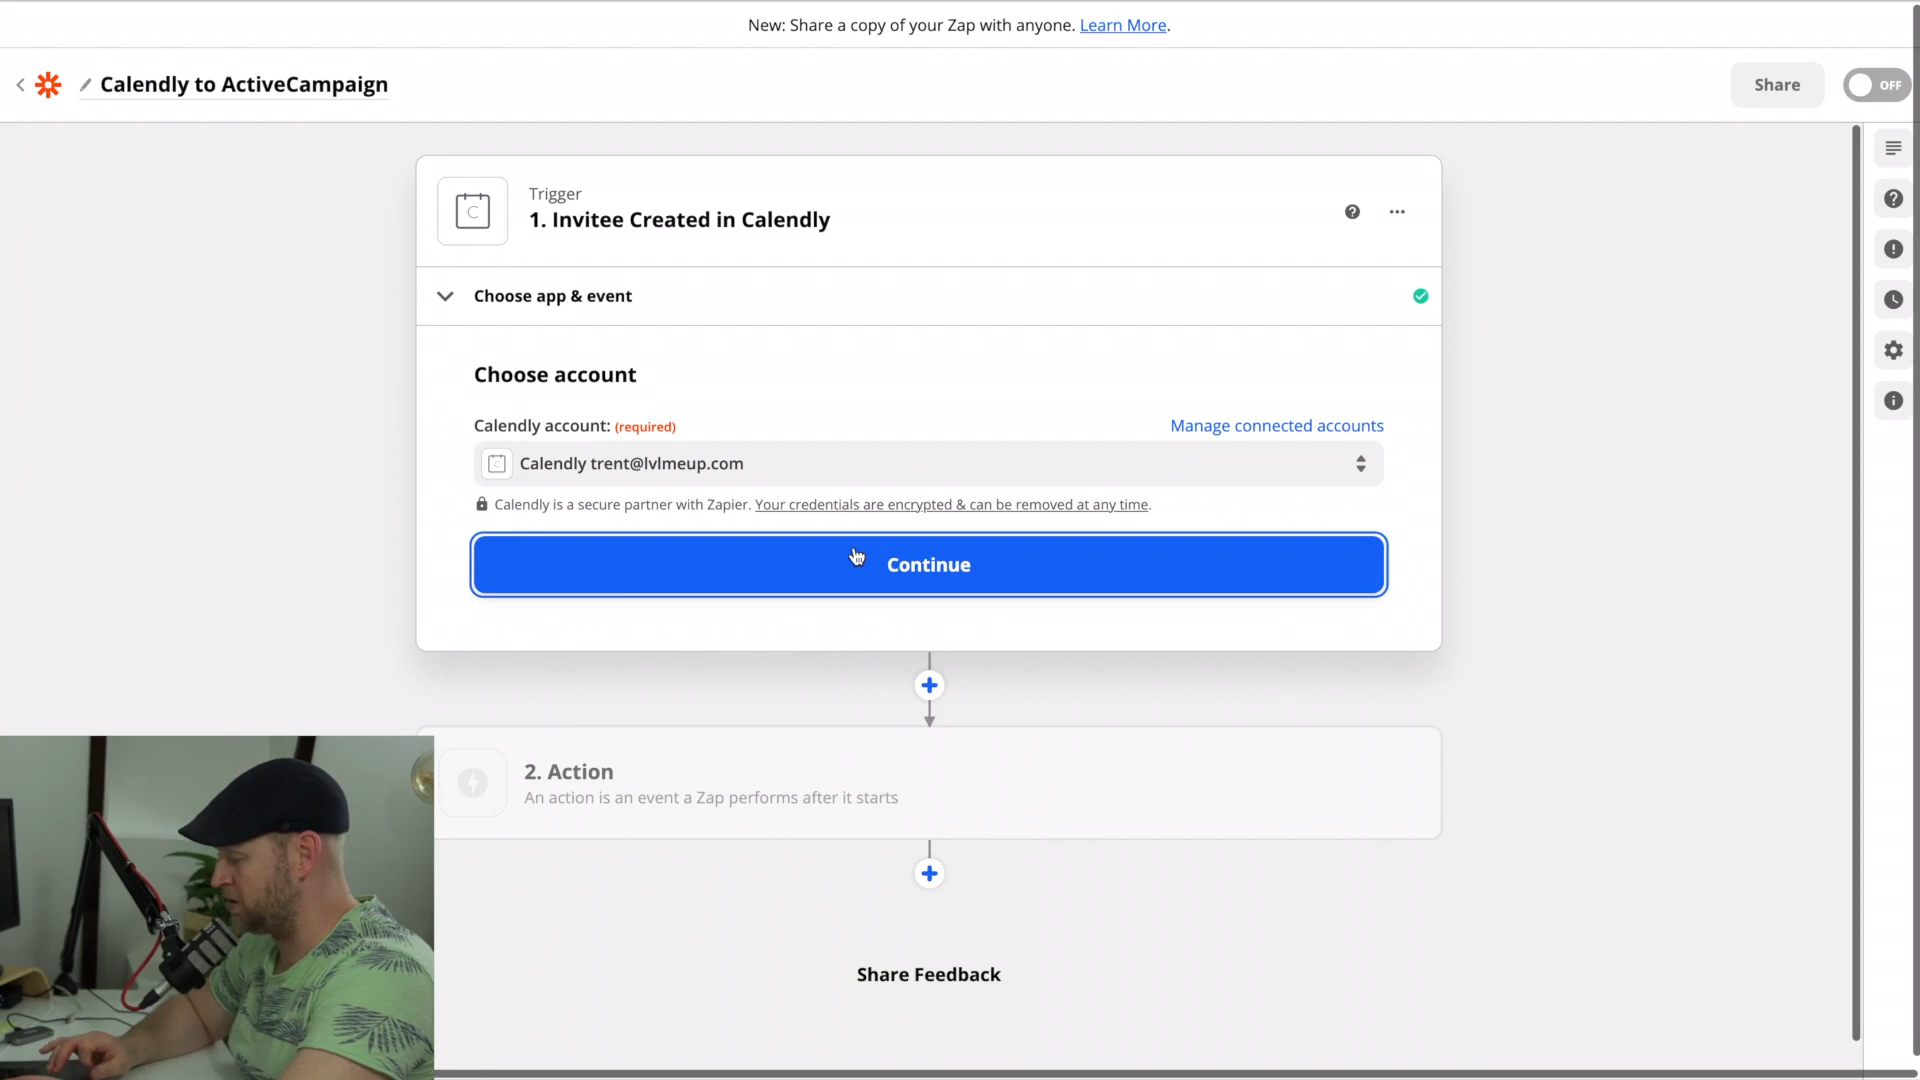 New: Share a copy of your Zap with anyone. Learn More.
Calendly to ActiveCampaign
Share
OFF
Trigger
1. Invitee Created in Calendly
Choose app & event
Choose account
Calendly account: (required)
Manage connected accounts
Calendly trent@lvlmeup.com
Calendly is a secure partner with Zapier. Your credentials are encrypted & can be removed at any time.
Continue
2. Action
An action is an event a Zap performs after it starts
Share Feedback